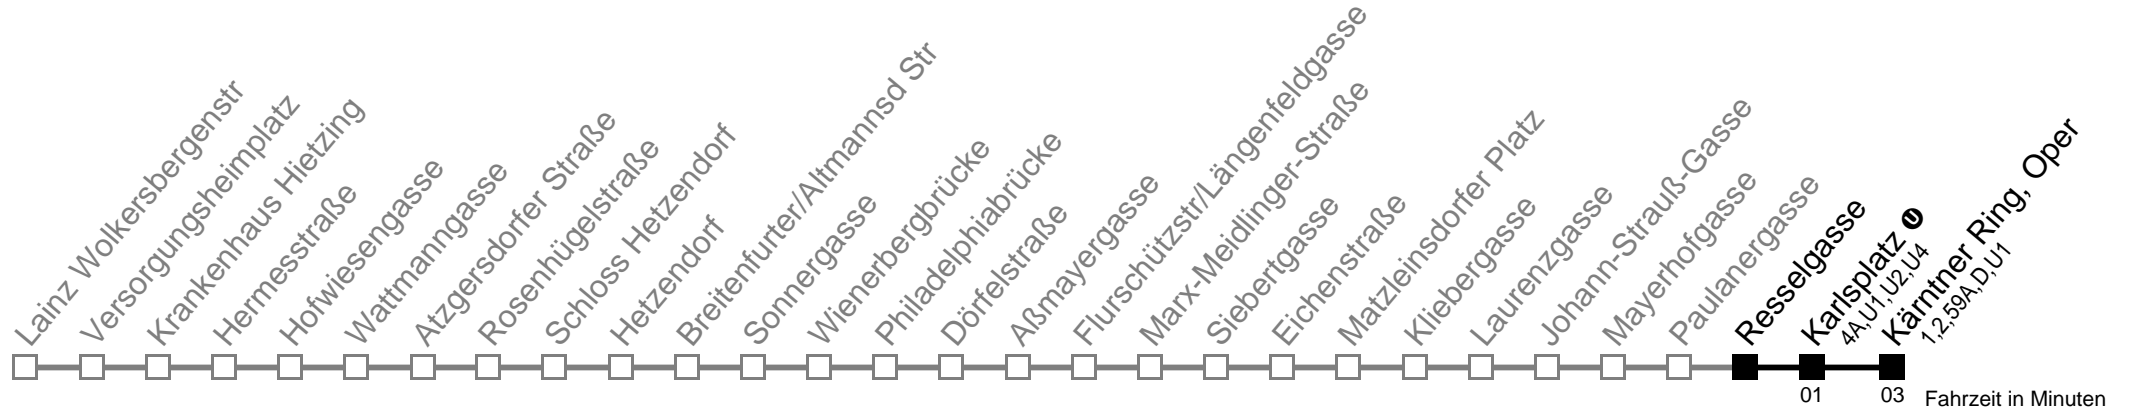 Lainz Wolkersbergenstr
Versorgungsheimplatz
Krankenhaus Hietzing
Hermesstraße
Hofwiesengasse
Wattmanngasse
Atzgersdorfer Straße
Rosenhügelstraße
Schloss Hetzendorf
Hetzendorf
Breitenfurter/Altmannsd Str
Sonnergasse
Wienerbergbrücke
Philadelphiabrücke
Dörfelstraße
Aßmayergasse
Flurschützstr/Längenfeldgasse
Marx-Meidlinger-Straße
Siebertgasse
Eichenstraße
Matzleinsdorfer Platz
Kliebergasse
Laurenzgasse
Johann-Strauß-Gasse
Mayerhofgasse
Paulanergasse
Resselgasse
Karlsplatz U
4A,U1,U2,U4
Kärntner Ring, Oper
1,2,59A,D,U1
01
03
Fahrzeit in Minuten